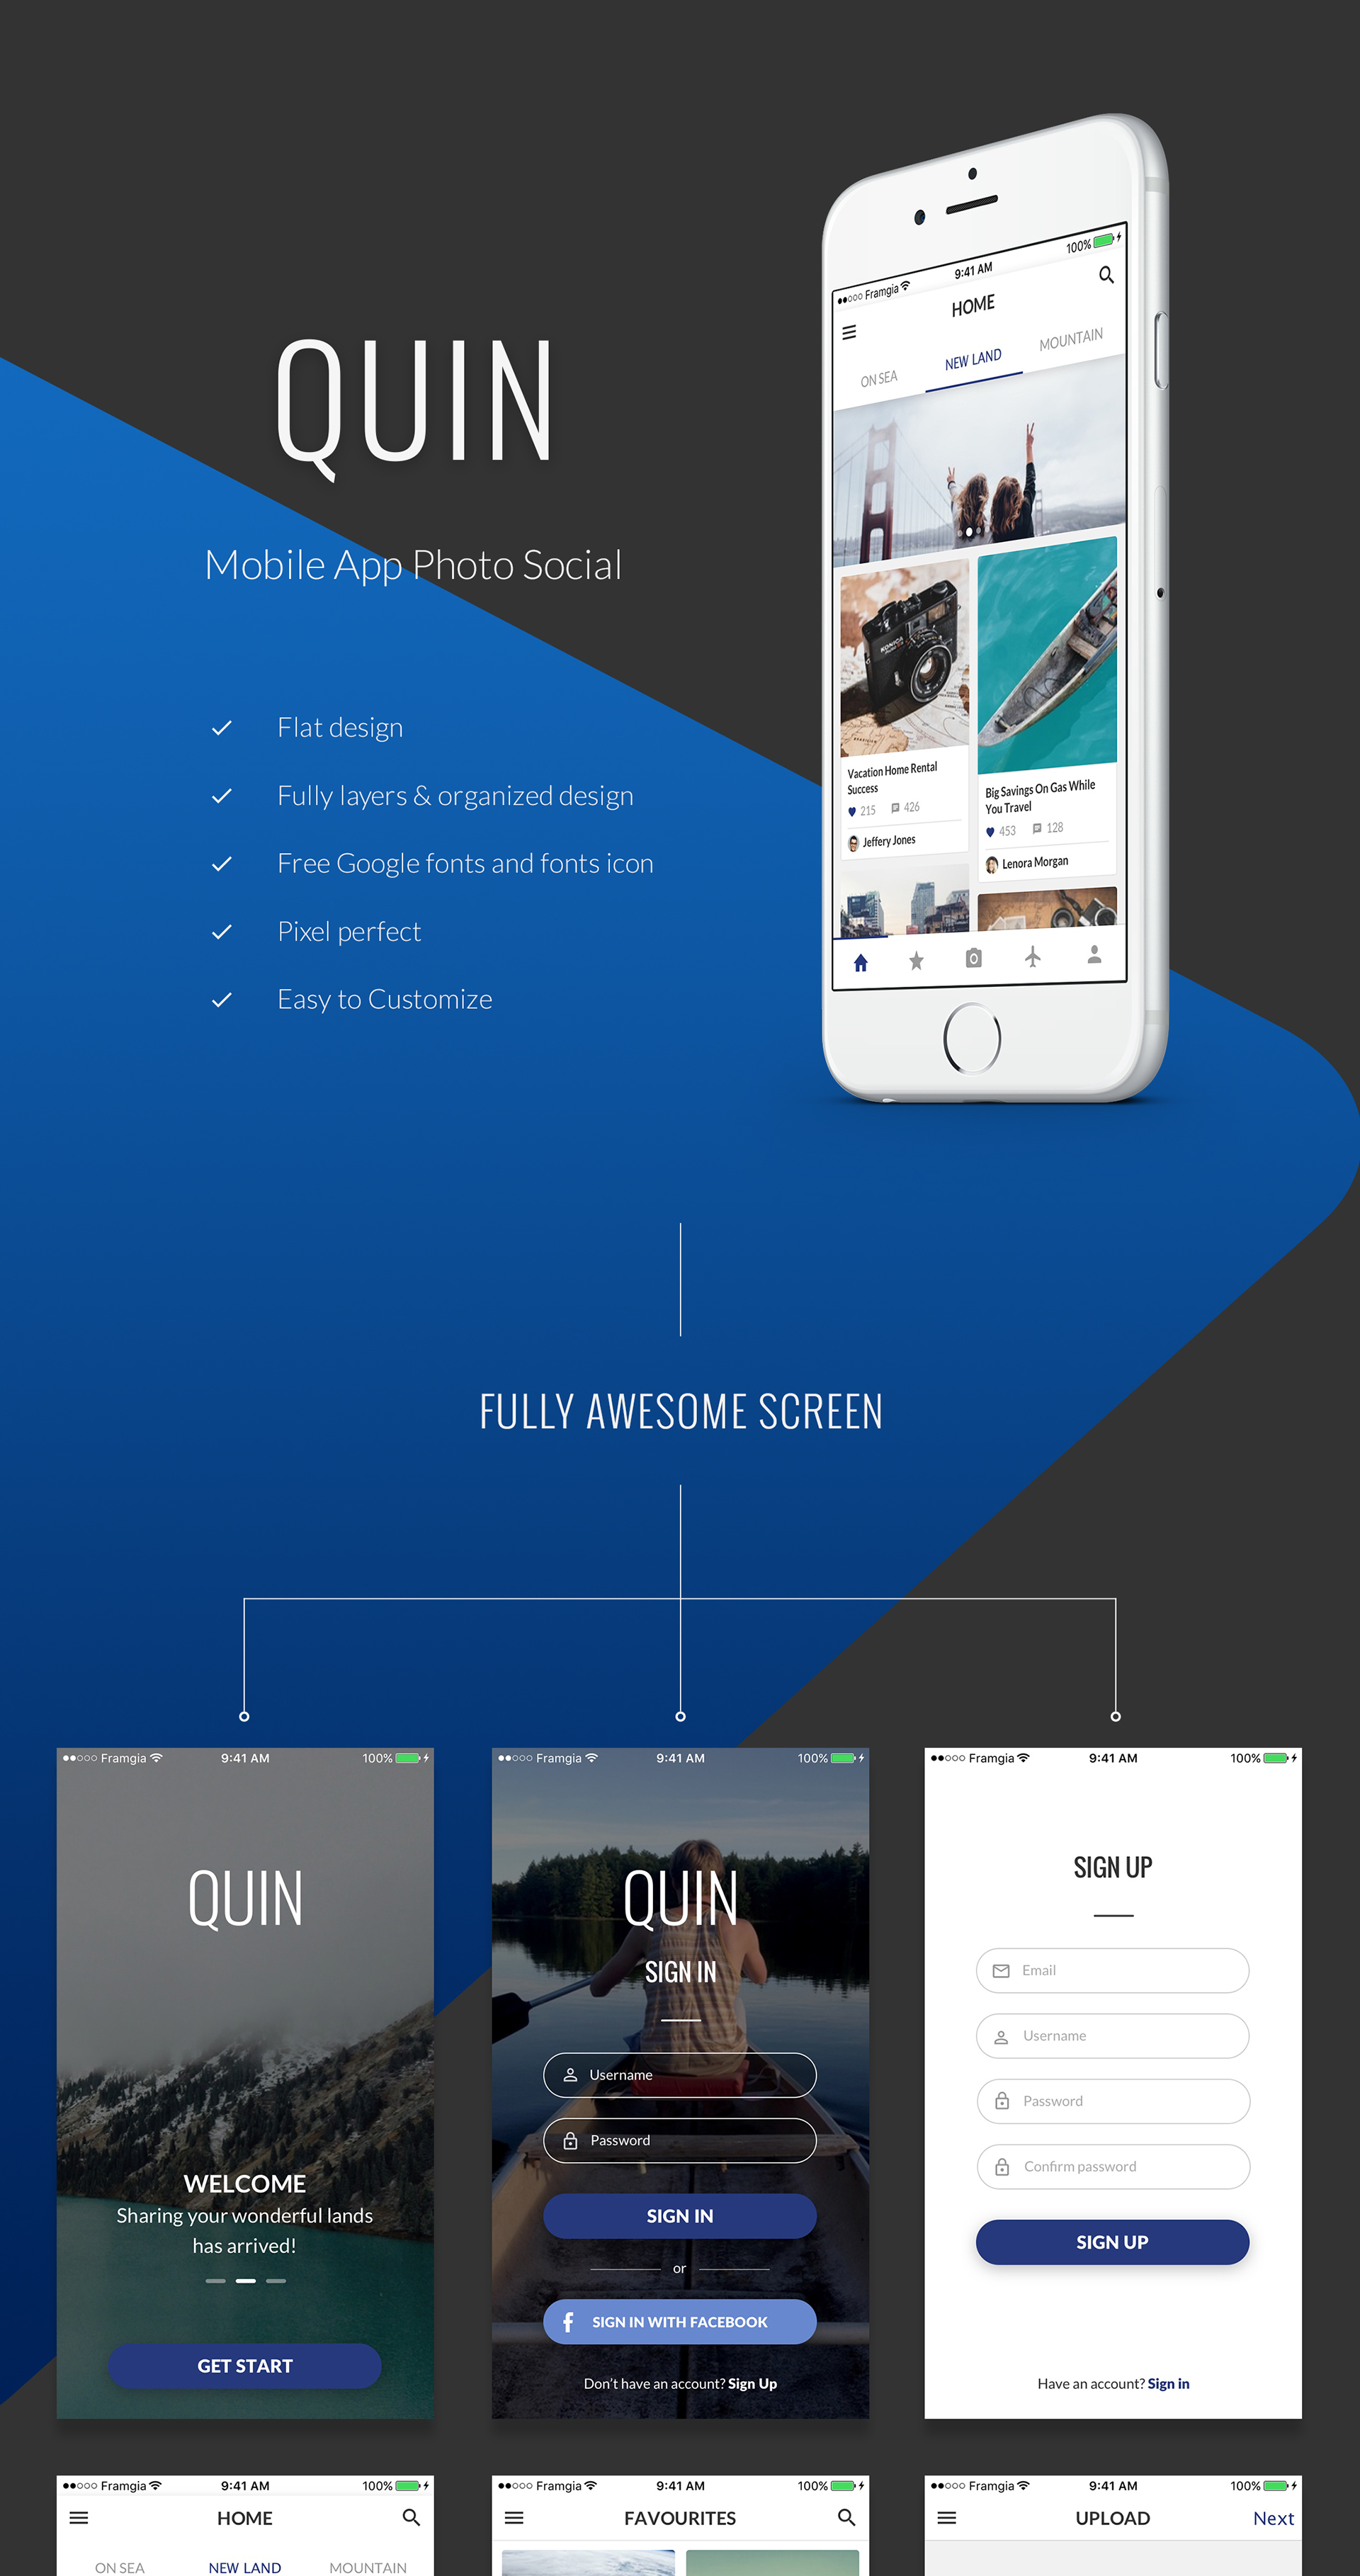 100%
9:41 AM
Framgia
HOME
ON SEA
NEW LAND
MOUNTAIN
QUIN
Mobile App Photo Social
Flat design
Fully layers & organized design
Free Google fonts and fonts icon
Pixel perfect
Easy to Customize
KONICA
Vacation Home Rental
Success
215 426
Jeffery Jones
Big Savings On Gas While
You Travel
453 128
Lenora Morgan
FULLY AWESOME SCREEN
Framgia 9:41 AM 100%
QUIN
WELCOME
Sharing your wonderful lands
has arrived!
GET START
Framgia 9:41 AM 100%
QUIN
SIGN IN
Username
Password
SIGN IN
or
SIGN IN WITH FACEBOOK
Don't have an account? Sign Up
Framgia 9:41 AM 100%
SIGN UP
Email
Username
Password
Confirm password
SIGN UP
Have an account? Sign in
Framgia 9:41 AM 100%
HOME
ON SEA NEW LAND MOUNTAIN
Framgia 9:41 AM 100%
FAVOURITES
Framgia 9:41 AM 100%
UPLOAD Next